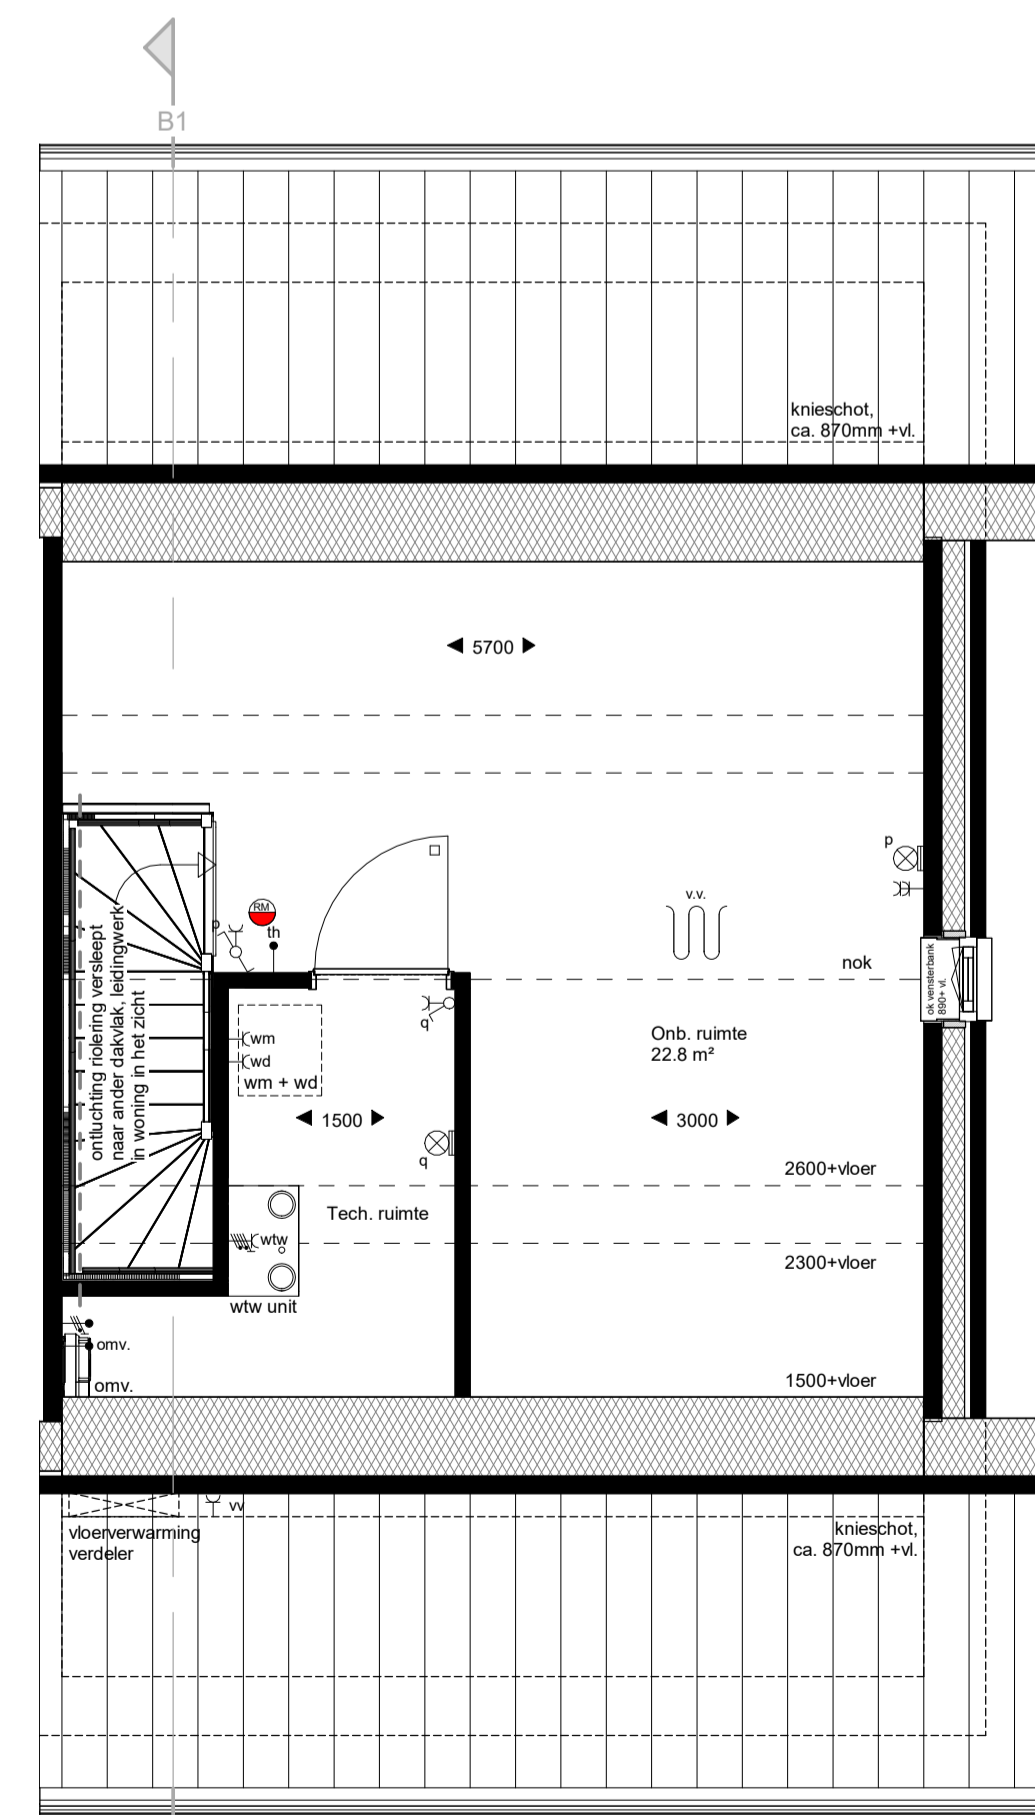 B1
knieschot,
ca. 870mm +vl.
5700
p
RM
p
th
v.v.
nok
ok vensterbank
890+ vl.
ontluchting riolering versleept
naar ander dakvlak, leidingwerk
in woning in het zicht
q
wm
wd
wm + wd
Onb. ruimte
22.8 m²
1500
3000
q
2600+vloer
Tech. ruimte
wtw
2300+vloer
wtw unit
omv.
omv.
1500+vloer
vv
vloerverwarming
verdeler
knieschot,
ca. 870mm +vl.